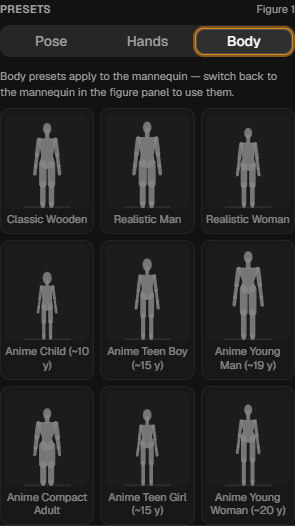 PRESETS
Figure 1
Pose
Hands
Body
Body presets apply to the mannequin — switch back to
the mannequin in the figure panel to use them.
Classic Wooden
Realistic Man
Realistic Woman
Anime Child (~10
y)
Anime Teen Boy
(~15 y)
Anime Young
Man (~19 y)
Anime Compact
Adult
Anime Teen Girl
(~15 y)
Anime Young
Woman (~20 y)